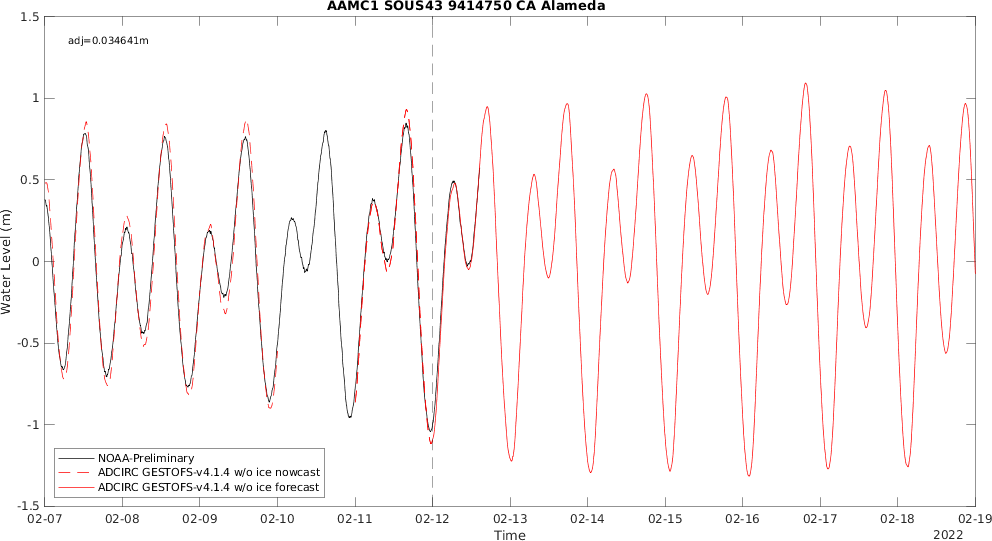 AAMC1 SOUS43 9414750 CA Alameda
1.5
adj=0.034641m
1
0.5
0
-0.5
-1
-1.5
Water Level (m)
NOAA-Preliminary
ADCIRC GESTOFS-v4.1.4 w/o ice nowcast
ADCIRC GESTOFS-v4.1.4 w/o ice forecast
02-07 02-08 02-09 02-10 02-11 02-12 02-13 02-14 02-15 02-16 02-17 02-18 02-19
Time
2022